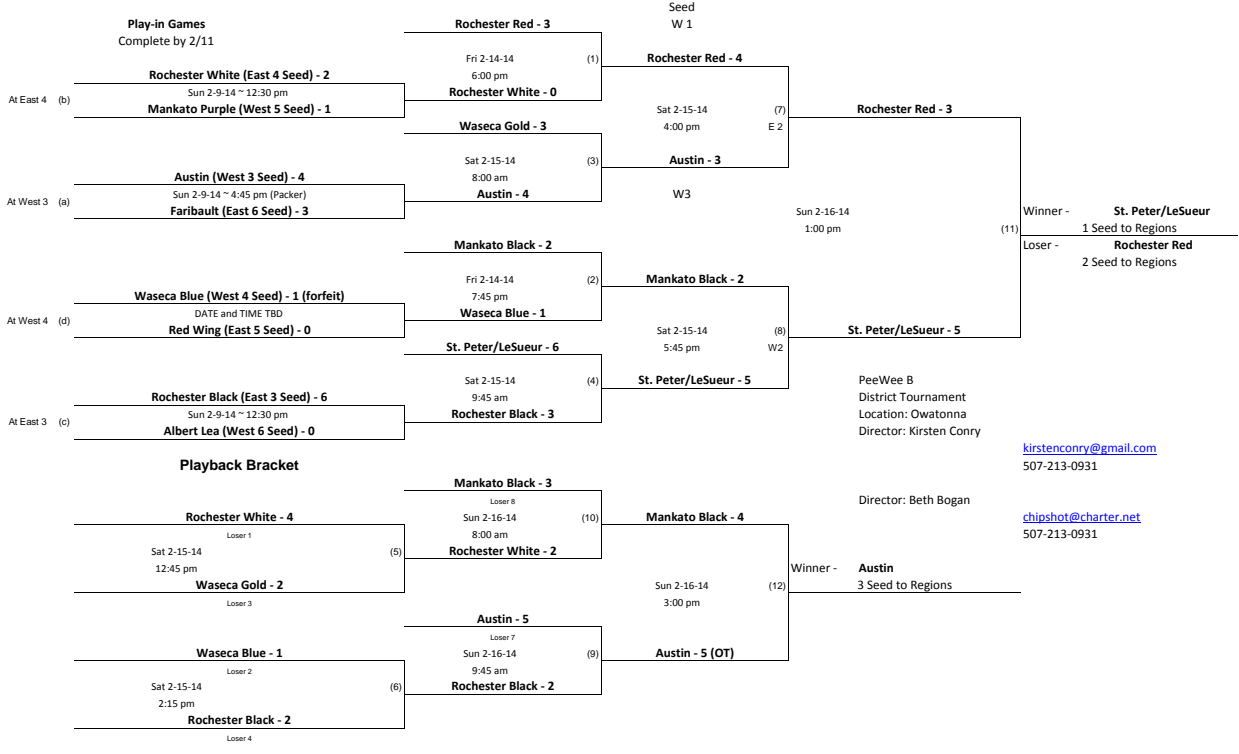 Seed
Play-in Games
Rochester Red - 3
W 1
Complete by 2/11
Fri 2-14-14
(1)
Rochester Red - 4
Rochester White (East 4 Seed) - 2
6:00 pm
At East 4 (b)
Sun 2-9-14 ~ 12:30 pm
Rochester White - 0
Mankato Purple (West 5 Seed) - 1
Sat 2-15-14
(7)
Rochester Red - 3
Waseca Gold - 3
4:00 pm
E 2
Sat 2-15-14
(3)
Austin - 3
Austin (West 3 Seed) - 4
8:00 am
At West 3 (a)
Sun 2-9-14 ~ 4:45 pm (Packer)
Austin - 4
W3
Faribault (East 6 Seed) - 3
Sun 2-16-14
Winner - St. Peter/LeSueur
1:00 pm
(11)
1 Seed to Regions
Mankato Black - 2
Loser - Rochester Red
2 Seed to Regions
Fri 2-14-14
(2)
Mankato Black - 2
Waseca Blue (West 4 Seed) - 1 (forfeit)
7:45 pm
At West 4 (d)
DATE and TIME TBD
Waseca Blue - 1
Red Wing (East 5 Seed) - 0
Sat 2-15-14
(8)
St. Peter/LeSueur - 5
St. Peter/LeSueur - 6
5:45 pm
W2
Sat 2-15-14
(4)
St. Peter/LeSueur - 5
PeeWee B
Rochester Black (East 3 Seed) - 6
9:45 am
District Tournament
At East 3 (c)
Sun 2-9-14 ~ 12:30 pm
Rochester Black - 3
Location: Owatonna
Albert Lea (West 6 Seed) - 0
Director: Kirsten Conry
kirstenconry@gmail.com
Playback Bracket
507-213-0931
Mankato Black - 3
Loser 8
Director: Beth Bogan
Rochester White - 4
Sun 2-16-14
(10)
Mankato Black - 4
chipshot@charter.net
Loser 1
8:00 am
507-213-0931
Sat 2-15-14
(5)
Rochester White - 2
12:45 pm
Winner - Austin
Waseca Gold - 2
Sun 2-16-14
(12)
3 Seed to Regions
Loser 3
3:00 pm
Austin - 5
Loser 7
Waseca Blue - 1
Sun 2-16-14
(9)
Austin - 5 (OT)
Loser 2
9:45 am
Sat 2-15-14
(6)
Rochester Black - 2
2:15 pm
Rochester Black - 2
Loser 4